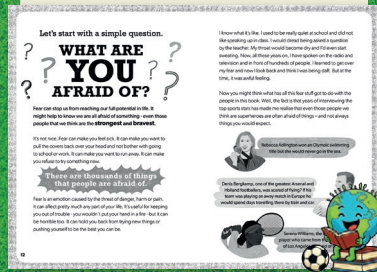 Let's start with a simple question.
WHAT ARE
YOU
AFRAID OF?
Fear can stop us from reaching our full potential in life. It
might help to know we are all afraid of something – even those
people that we think are the strongest and bravest.
It's not nice. Fear can make you feel sick. It can make you want to
pull the covers back over your head and not bother with going
to school or work. It can make you want to run away. It can make
you refuse to try something new.
There are thousands of things
that people are afraid of.
Fear is an emotion caused by the threat of danger, harm or pain.
It can affect pretty much any part of your life. It's useful for keeping
you out of trouble – you wouldn't put your hand in a fire – but it can
be horrible too. It can hold you back from trying new things or
pushing yourself to be the best you can be.
12
I know what it's like. I used to be really quiet at school and did not
like speaking up in class. I would dread being asked a question
by the teacher. My throat would become dry and I'd even start
sweating. Now, all these years on, I have spoken on the radio and
television and in front of hundreds of people. I learned to get over
my fear and now I look back and think I was being daft. But at the
time, it was awful feeling.
Now you might think what has all this fear stuff got to do with the
people in this book. Well, the fact is that years of interviewing the
top sports stars has made me realise that even those people we
think are superheroes are often afraid of things – and not always
things you would expect.
Rebecca Adlington won an Olympic swimming
title but she would never go in the sea.
Dennis Bergkamp, one of the greatest Arsenal and
Holland footballers, was scared of flying! If his
team was playing an away match in Europe he
would spend days travelling there by train and car.
Serena Williams, the
player who came from
of Los Angeles